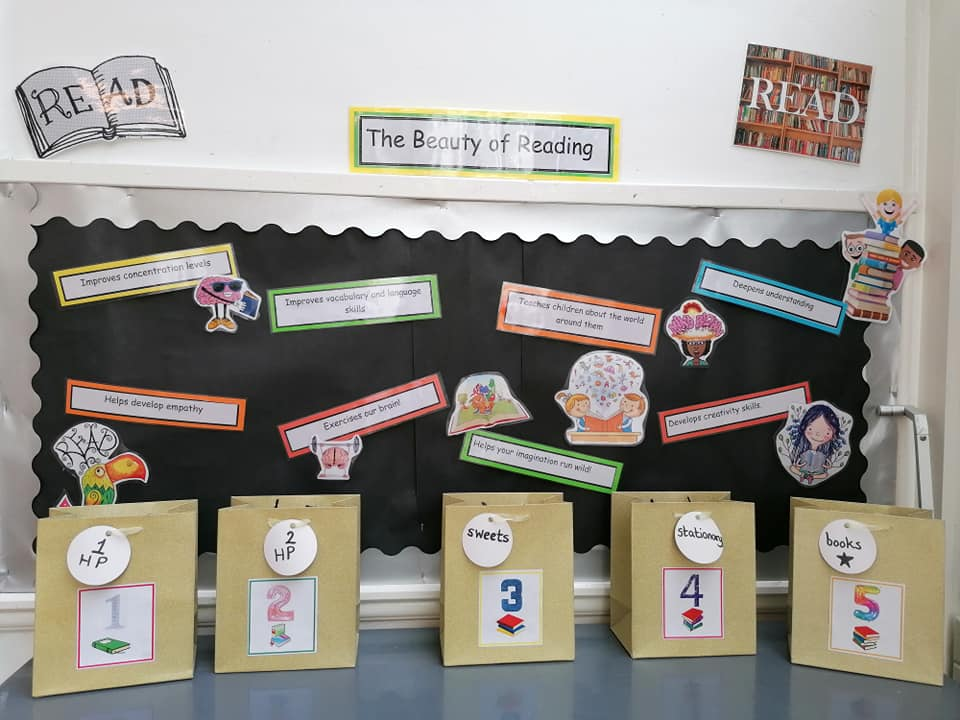 READ
READ
The Beauty of Reading
Improves concentration levels
Improves vocabulary and language
skills
Teaches children about the world
around them
Deepens understanding
Helps develop empathy
Exercises our brain!
Helps your imagination run wild!
Develops creativity skills.
READ
READ
1
HP
2
HP
sweets
stationary
books
1
2
3
4
5